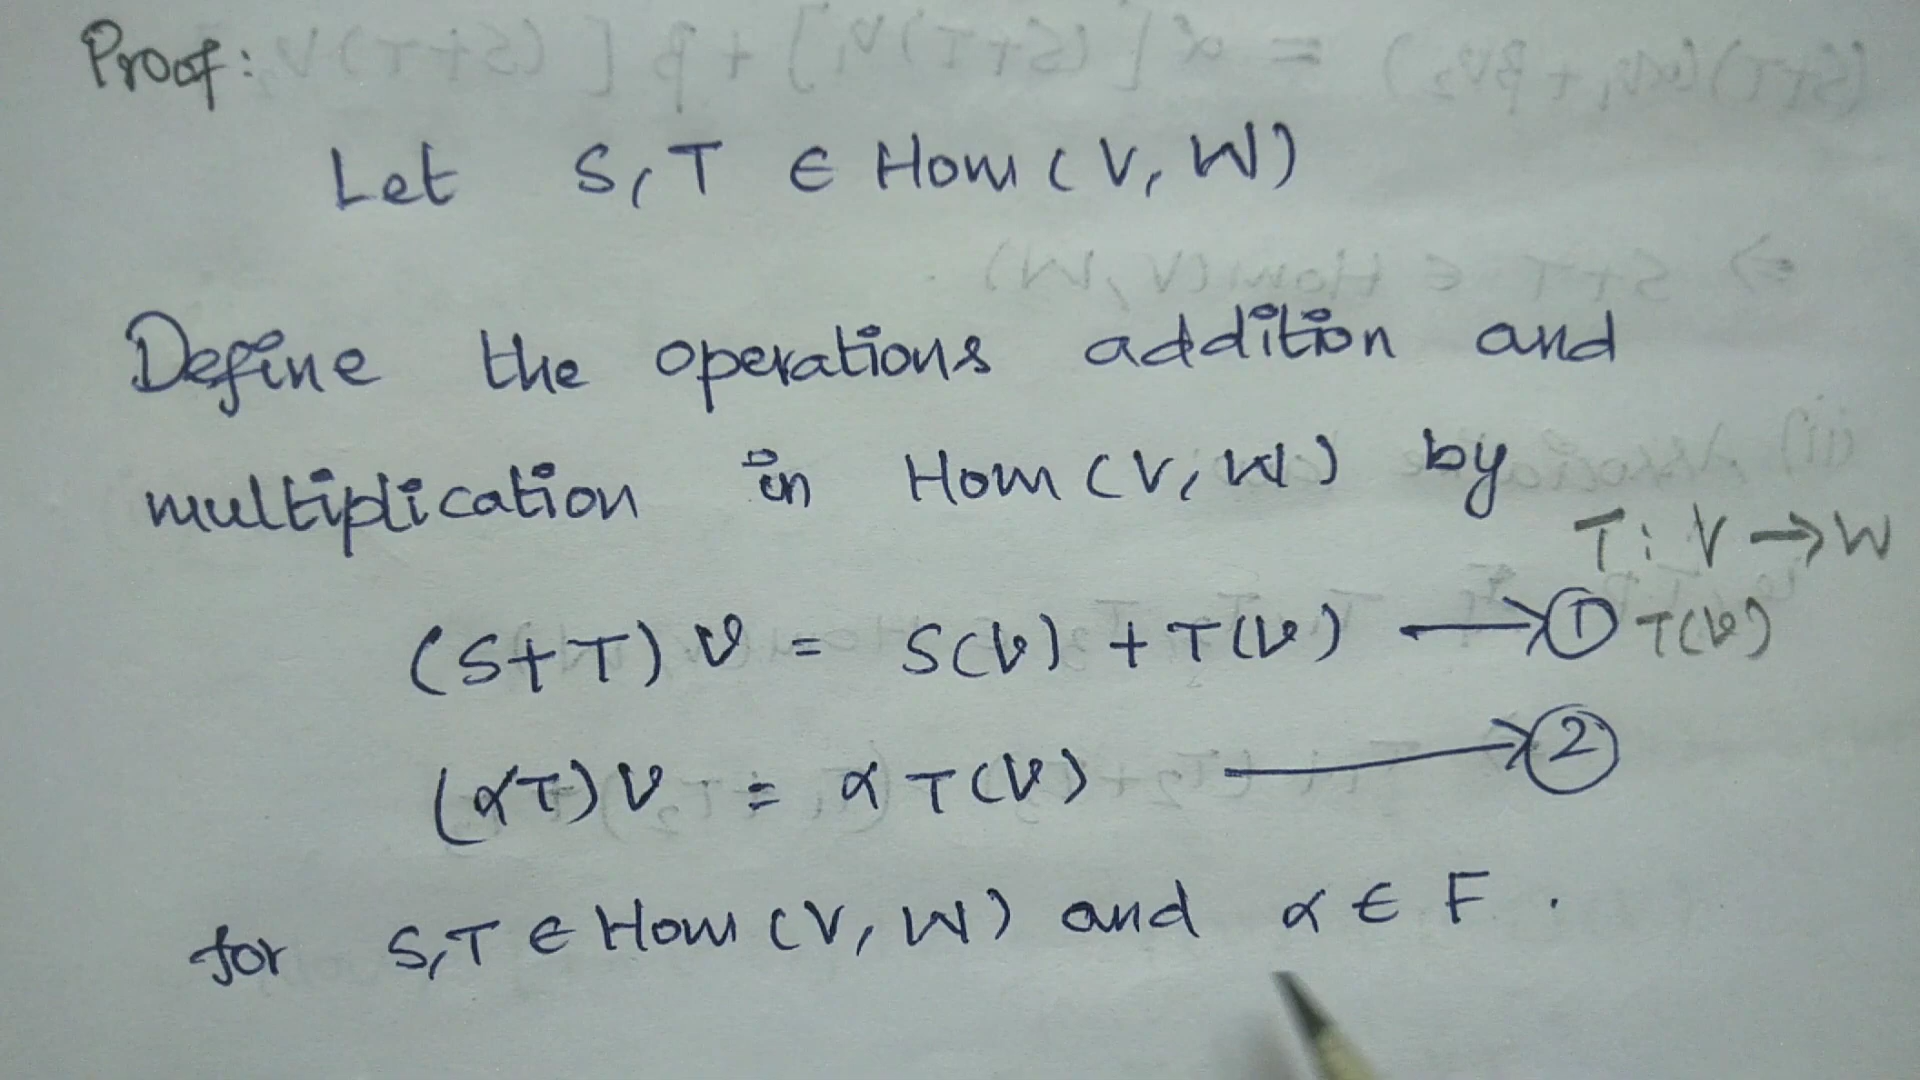 Proof:
Let S, T ∈ Hom (V, W)
Define the operations addition and
multiplication in Hom (V, W) by
T : V → W
(S+T) v = S(v) + T(v) → ① T(v)
(αT) v = α T(v) → ②
for S, T ∈ Hom (V, W) and α ∈ F .